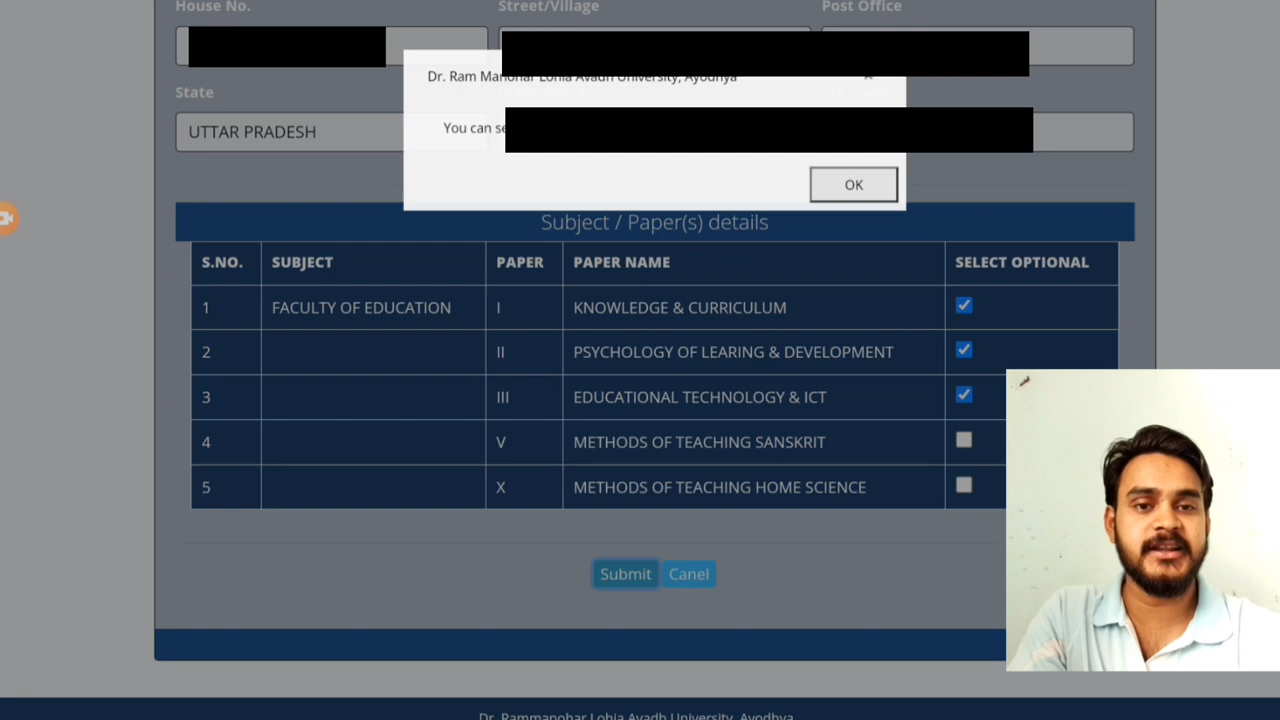 House No. Street/Village Post Office
Dr. Ram Manohar Lohia Avadh University, Ayodhya
State
You can
UTTAR PRADESH
OK
Subject / Paper(s) details
S.NO. SUBJECT PAPER PAPER NAME SELECT OPTIONAL
1 FACULTY OF EDUCATION I KNOWLEDGE & CURRICULUM
2 II PSYCHOLOGY OF LEARING & DEVELOPMENT
3 III EDUCATIONAL TECHNOLOGY & ICT
4 V METHODS OF TEACHING SANSKRIT
5 X METHODS OF TEACHING HOME SCIENCE
Submit Canel
Dr. Rammanohar Lohia Avadh University, Ayodhya